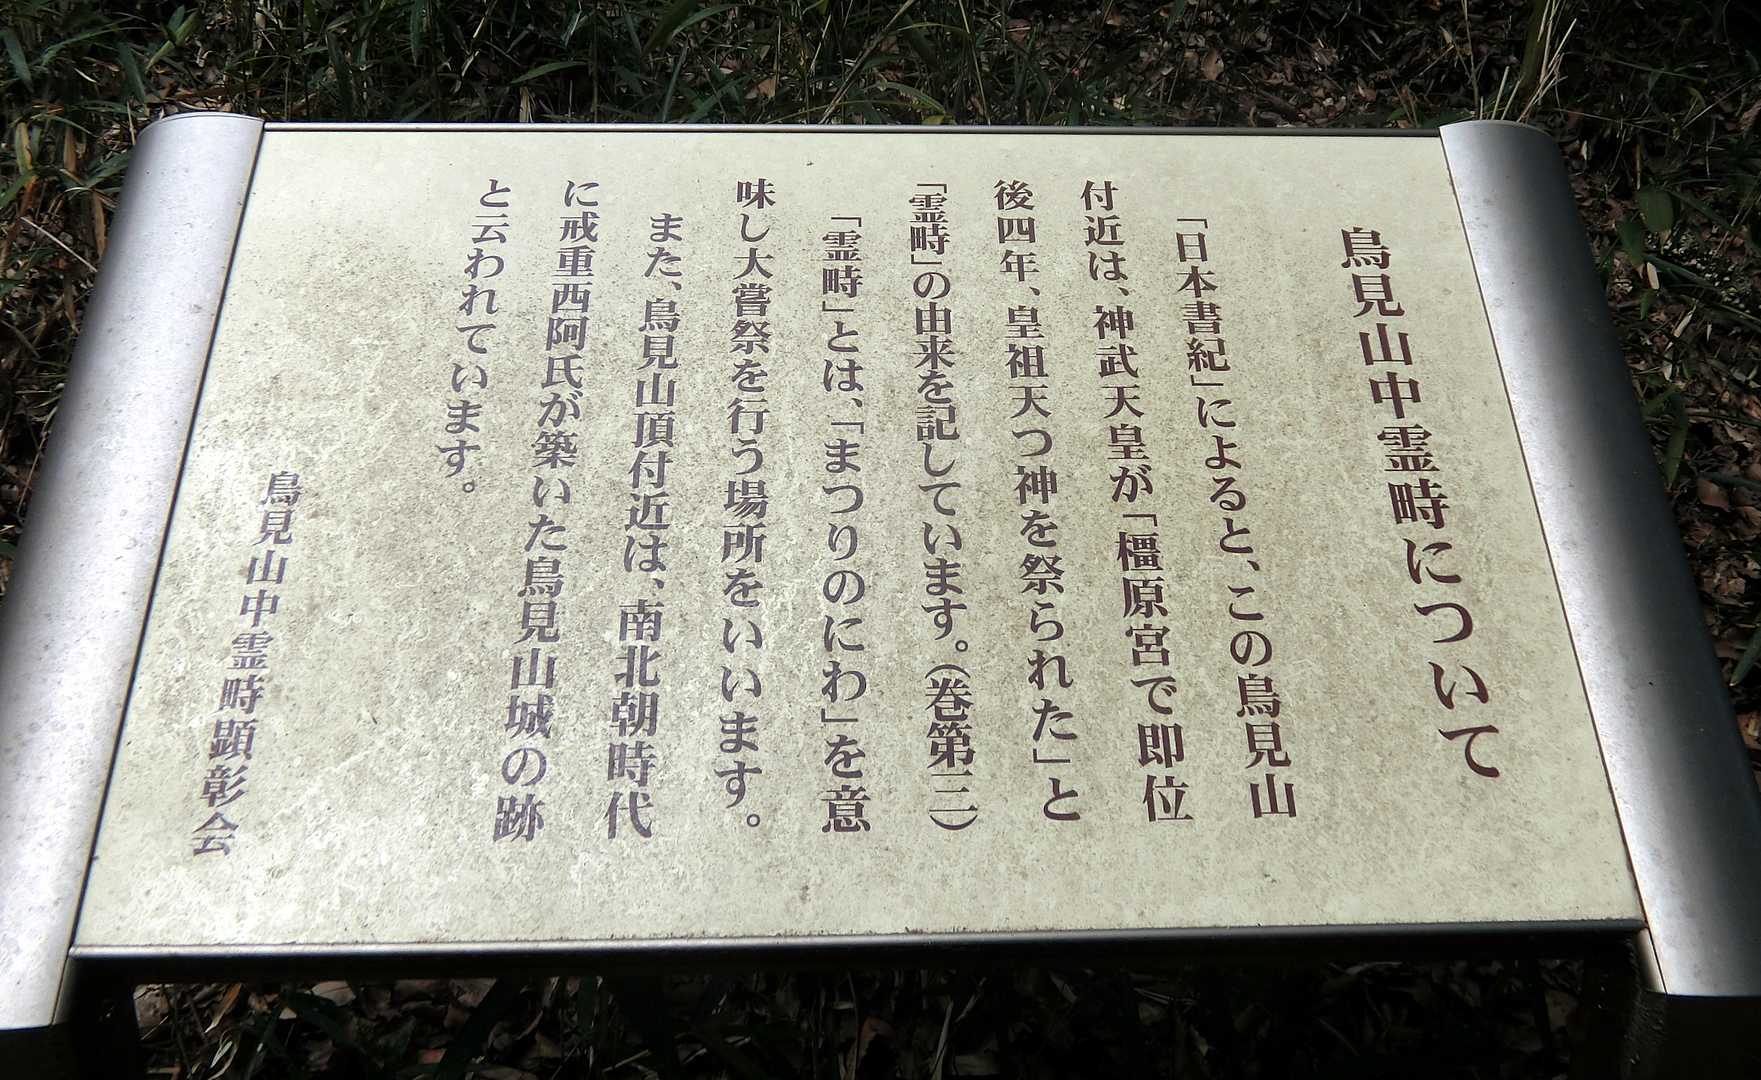 鳥見山中霊畤について
「日本書紀」によると、この鳥見山
付近は、神武天皇が「橿原宮で即位
後四年、皇祖天つ神を祭られた」と
「霊畤」の由来を記しています。（巻第三）
「霊畤」とは、「まつりのにわ」を意
味し大嘗祭を行う場所をいいます。
また、鳥見山頂付近は、南北朝時代
に戒重西阿氏が築いた鳥見山城の跡
と云われています。
鳥見山中霊畤顕彰会